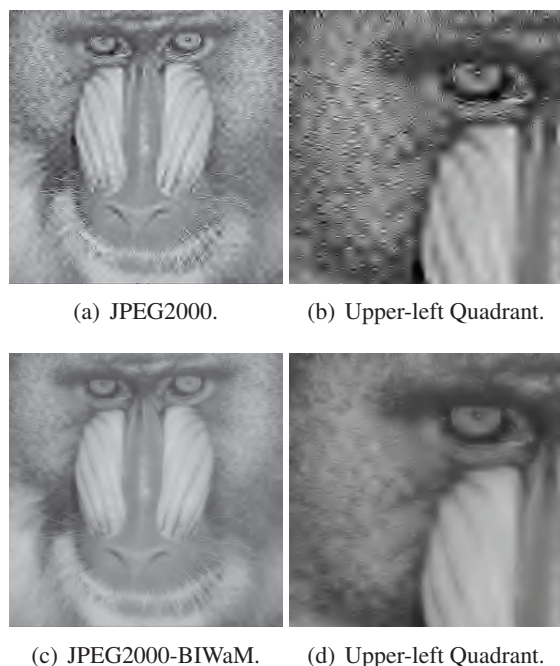 (a) JPEG2000.
(b) Upper-left Quadrant.
(c) JPEG2000-BIWaM.
(d) Upper-left Quadrant.